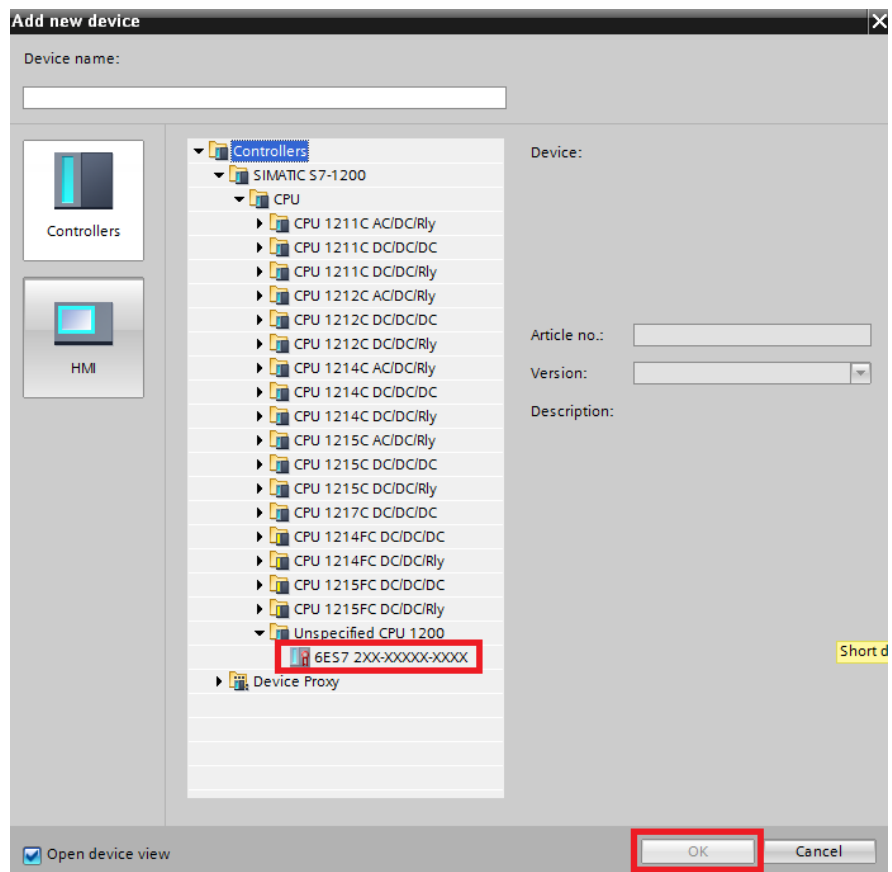 Add new device
Device name:
Controllers
HMI
Controllers
SIMATIC S7-1200
CPU
CPU 1211C AC/DC/Rly
CPU 1211C DC/DC/DC
CPU 1211C DC/DC/Rly
CPU 1212C AC/DC/Rly
CPU 1212C DC/DC/DC
CPU 1212C DC/DC/Rly
CPU 1214C AC/DC/Rly
CPU 1214C DC/DC/DC
CPU 1214C DC/DC/Rly
CPU 1215C AC/DC/Rly
CPU 1215C DC/DC/DC
CPU 1215C DC/DC/Rly
CPU 1217C DC/DC/DC
CPU 1214FC DC/DC/DC
CPU 1214FC DC/DC/Rly
CPU 1215FC DC/DC/DC
CPU 1215FC DC/DC/Rly
Unspecified CPU 1200
6ES7 2XX-XXXXX-XXXX
Device Proxy
Device:
Article no.:
Version:
Description:
Short d
Open device view
OK
Cancel